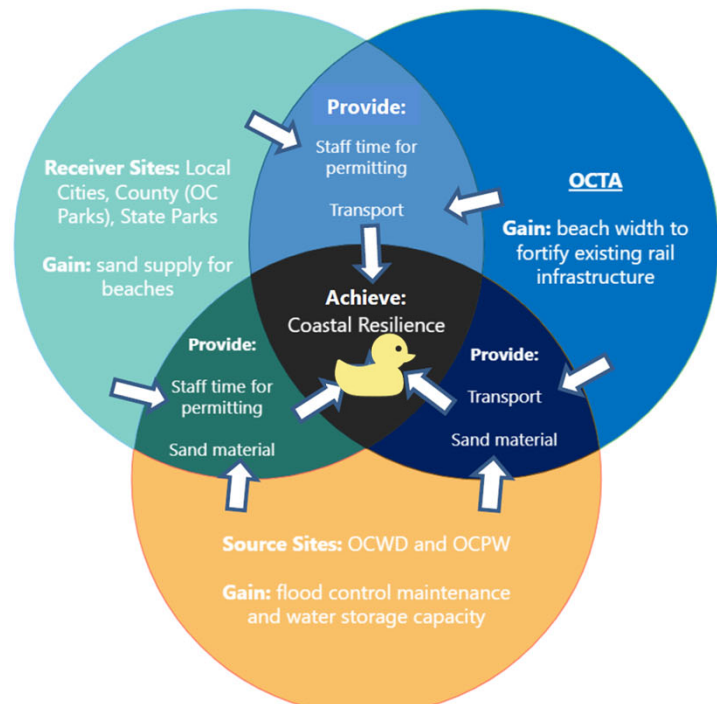 Provide:
Staff time for
permitting
Transport
Receiver Sites: Local
Cities, County (OC
Parks), State Parks
Gain: sand supply for
beaches
OCTA
Gain: beach width to
fortify existing rail
infrastructure
Achieve:
Coastal Resilience
Provide:
Staff time for
permitting
Sand material
Provide:
Transport
Sand material
Source Sites: OCWD and OCPW
Gain: flood control maintenance
and water storage capacity